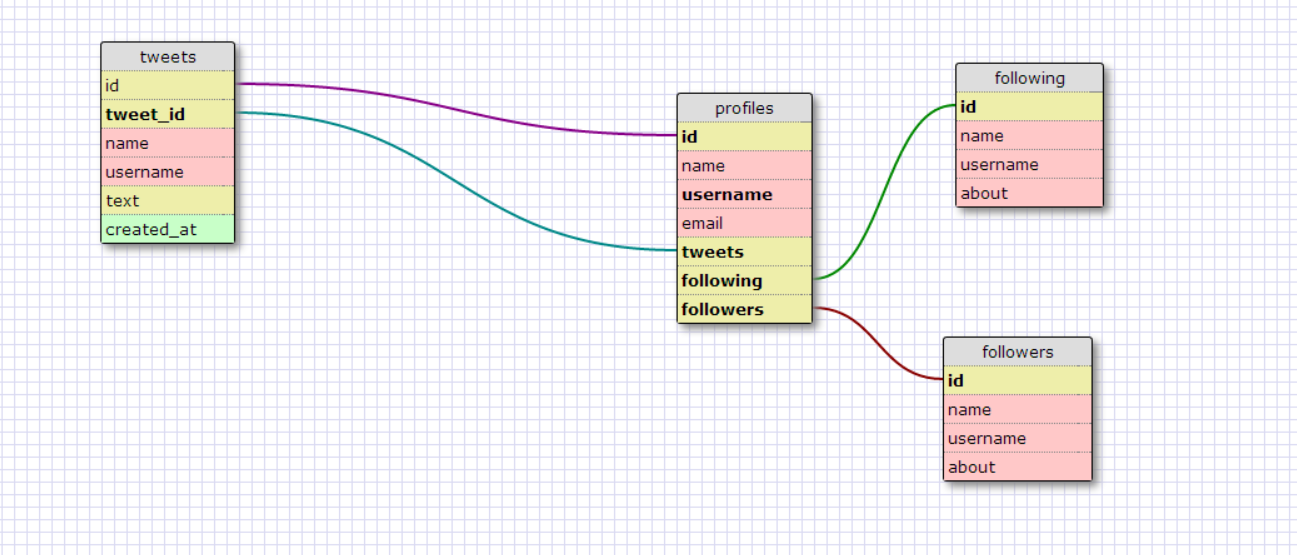 tweets
id
tweet_id
name
username
text
created_at
profiles
id
name
username
email
tweets
following
followers
following
id
name
username
about
followers
id
name
username
about